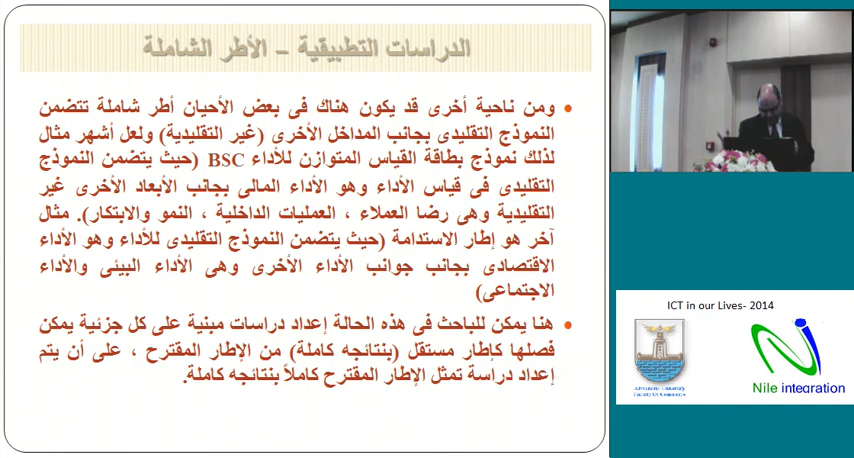 الدراسات التطبيقية – الأطر الشاملة
• ومن ناحية أخرى قد يكون هناك فى بعض الأحيان أطر شاملة تتضمن
النموذج التقليدى بجانب المداخل الأخرى (غير التقليدية) ولعل أشهر مثال
لذلك نموذج بطاقة القياس المتوازن للأداء BSC (حيث يتضمن النموذج
التقليدى فى قياس الأداء وهو الأداء المالى بجانب الأبعاد الأخرى غير
التقليدية وهى رضا العملاء ، العمليات الداخلية ، النمو والابتكار). مثال
آخر هو إطار الاستدامة (حيث يتضمن النموذج التقليدى للأداء وهو الأداء
الاقتصادى بجانب جوانب الأداء الأخرى وهى الأداء البيئى والأداء
الاجتماعى)
• هنا يمكن للباحث فى هذه الحالة إعداد دراسات مبنية على كل جزئية يمكن
فصلها كإطار مستقل (بنتائجه كاملة) من الإطار المقترح ، على أن يتم
إعداد دراسة تمثل الإطار المقترح كاملاً بنتائجه كاملة.
ICT in our Lives- 2014
Nile integration